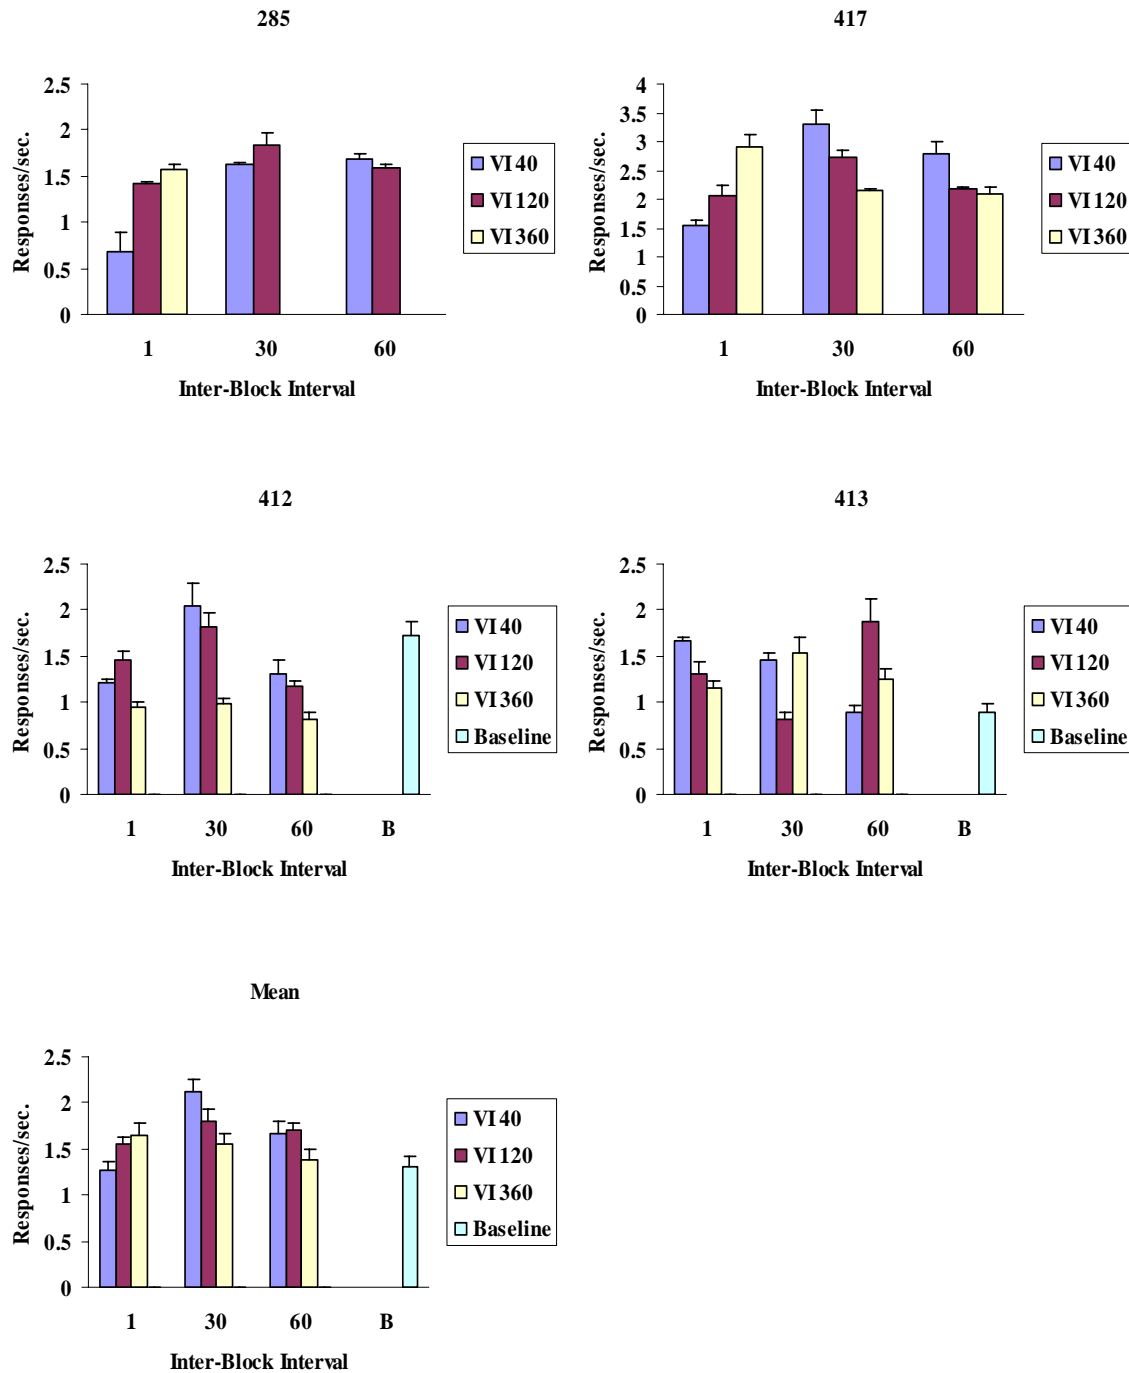 285
2.5
2
1.5
1
0.5
0
Responses/sec.
1 30 60
Inter-Block Interval
VI 40
VI 120
VI 360
417
4
3.5
3
2.5
2
1.5
1
0.5
0
Responses/sec.
1 30 60
Inter-Block Interval
VI 40
VI 120
VI 360
412
2.5
2
1.5
1
0.5
0
Responses/sec.
1 30 60 B
Inter-Block Interval
VI 40
VI 120
VI 360
Baseline
413
2.5
2
1.5
1
0.5
0
Responses/sec.
1 30 60 B
Inter-Block Interval
VI 40
VI 120
VI 360
Baseline
Mean
2.5
2
1.5
1
0.5
0
Responses/sec.
1 30 60 B
Inter-Block Interval
VI 40
VI 120
VI 360
Baseline